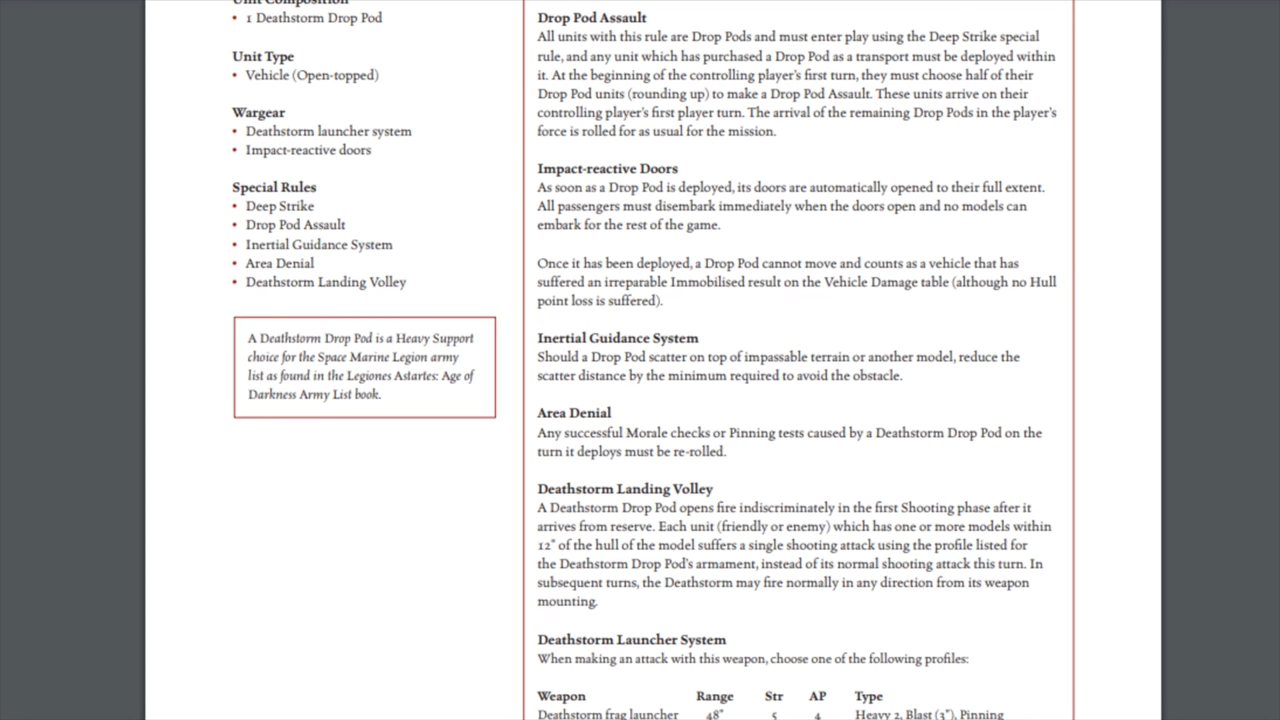 Unit Composition
• 1 Deathstorm Drop Pod
Unit Type
• Vehicle (Open-topped)
Wargear
• Deathstorm launcher system
• Impact-reactive doors
Special Rules
• Deep Strike
• Drop Pod Assault
• Inertial Guidance System
• Area Denial
• Deathstorm Landing Volley
A Deathstorm Drop Pod is a Heavy Support
choice for the Space Marine Legion army
list as found in the Legiones Astartes: Age of
Darkness Army List book.
Drop Pod Assault
All units with this rule are Drop Pods and must enter play using the Deep Strike special
rule, and any unit which has purchased a Drop Pod as a transport must be deployed within
it. At the beginning of the controlling player's first turn, they must choose half of their
Drop Pod units (rounding up) to make a Drop Pod Assault. These units arrive on their
controlling player's first player turn. The arrival of the remaining Drop Pods in the player's
force is rolled for as usual for the mission.
Impact-reactive Doors
As soon as a Drop Pod is deployed, its doors are automatically opened to their full extent.
All passengers must disembark immediately when the doors open and no models can
embark for the rest of the game.
Once it has been deployed, a Drop Pod cannot move and counts as a vehicle that has
suffered an irreparable Immobilised result on the Vehicle Damage table (although no Hull
point loss is suffered).
Inertial Guidance System
Should a Drop Pod scatter on top of impassable terrain or another model, reduce the
scatter distance by the minimum required to avoid the obstacle.
Area Denial
Any successful Morale checks or Pinning tests caused by a Deathstorm Drop Pod on the
turn it deploys must be re-rolled.
Deathstorm Landing Volley
A Deathstorm Drop Pod opens fire indiscriminately in the first Shooting phase after it
arrives from reserve. Each unit (friendly or enemy) which has one or more models within
12" of the hull of the model suffers a single shooting attack using the profile listed for
the Deathstorm Drop Pod's armament, instead of its normal shooting attack this turn. In
subsequent turns, the Deathstorm may fire normally in any direction from its weapon
mounting.
Deathstorm Launcher System
When making an attack with this weapon, choose one of the following profiles:
Weapon Range Str AP Type
Deathstorm frag launcher 48" 5 4 Heavy 2, Blast (3"), Pinning